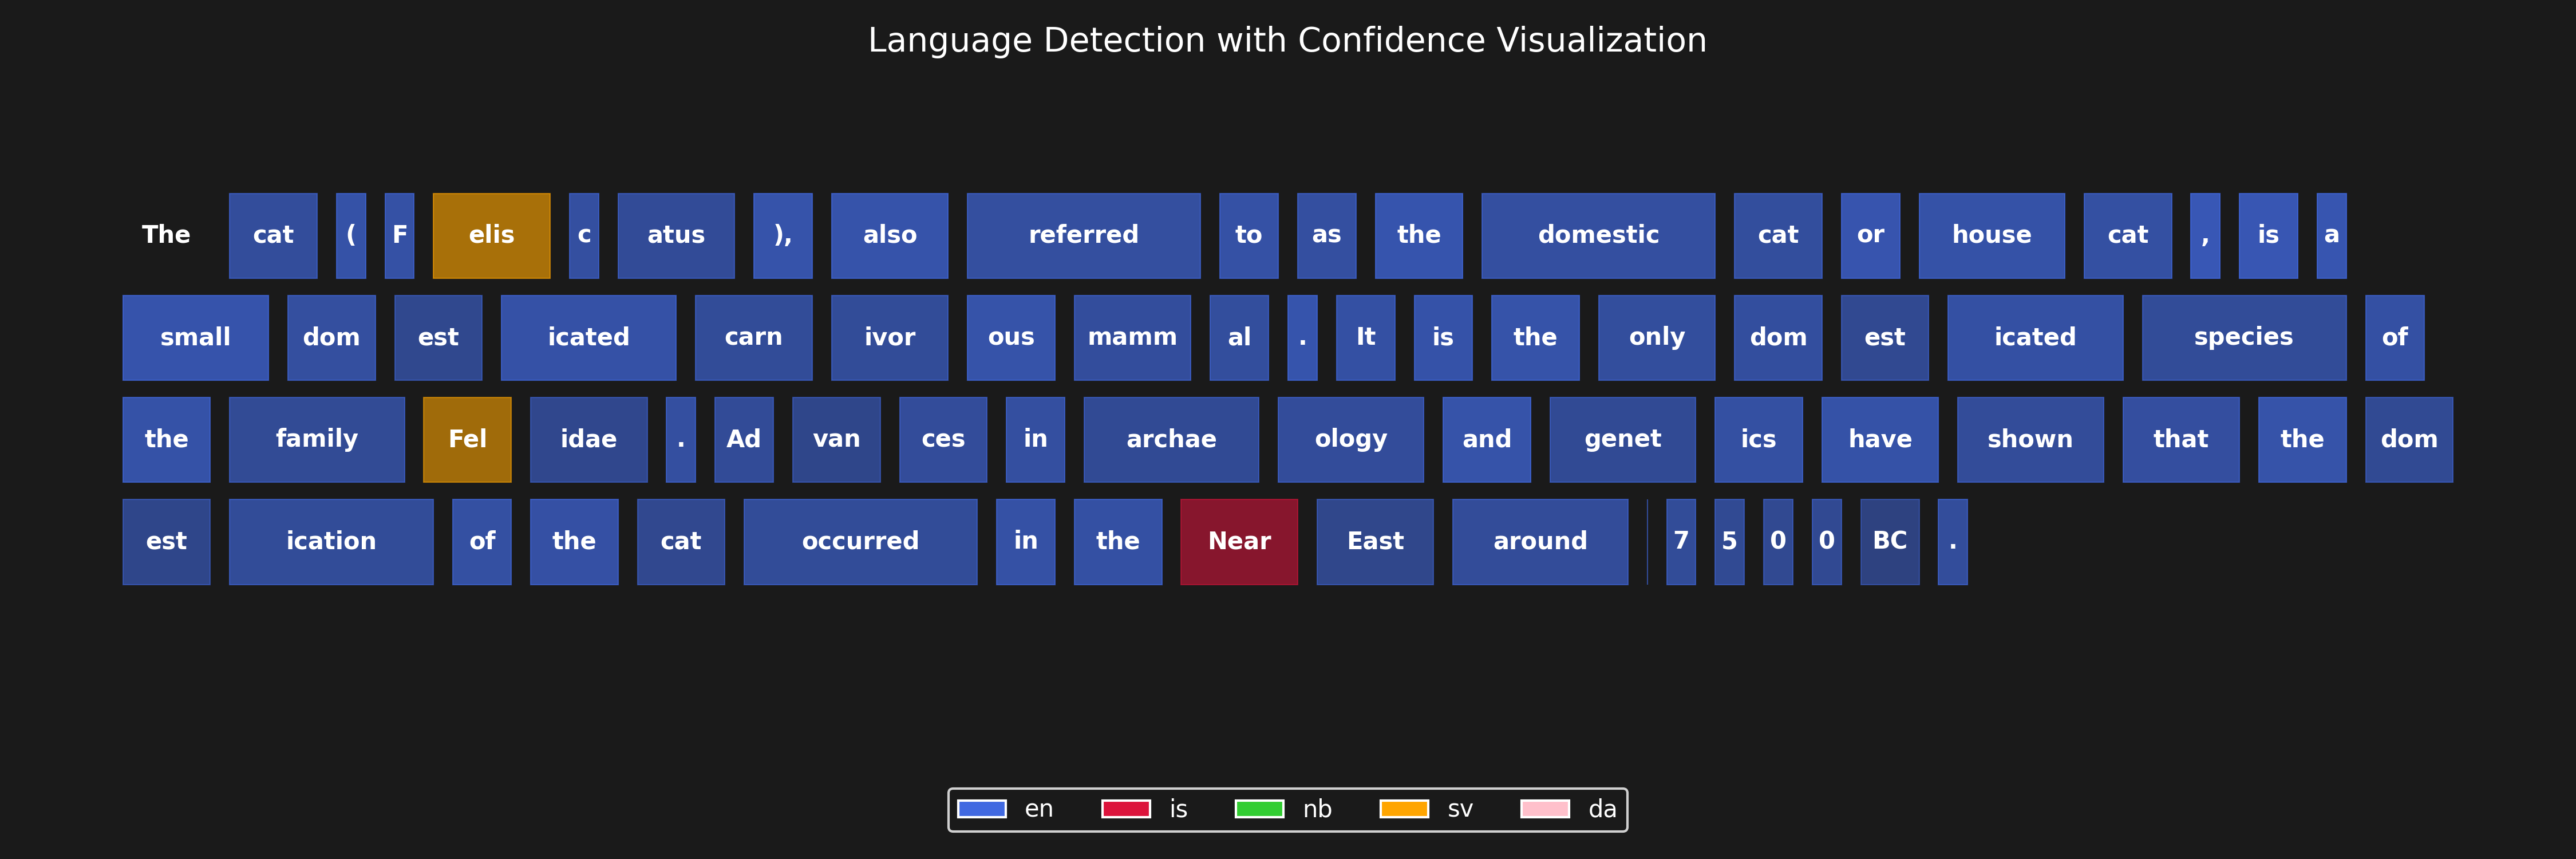 Language Detection with Confidence Visualization
The cat ( F elis c atus ), also referred to as the domestic cat or house cat , is a
small dom est icated carn ivor ous mamm al . It is the only dom est icated species of
the family Fel idae . Ad van ces in archae ology and genet ics have shown that the dom
est ication of the cat occurred in the Near East around 7 5 0 0 BC .
en is nb sv da